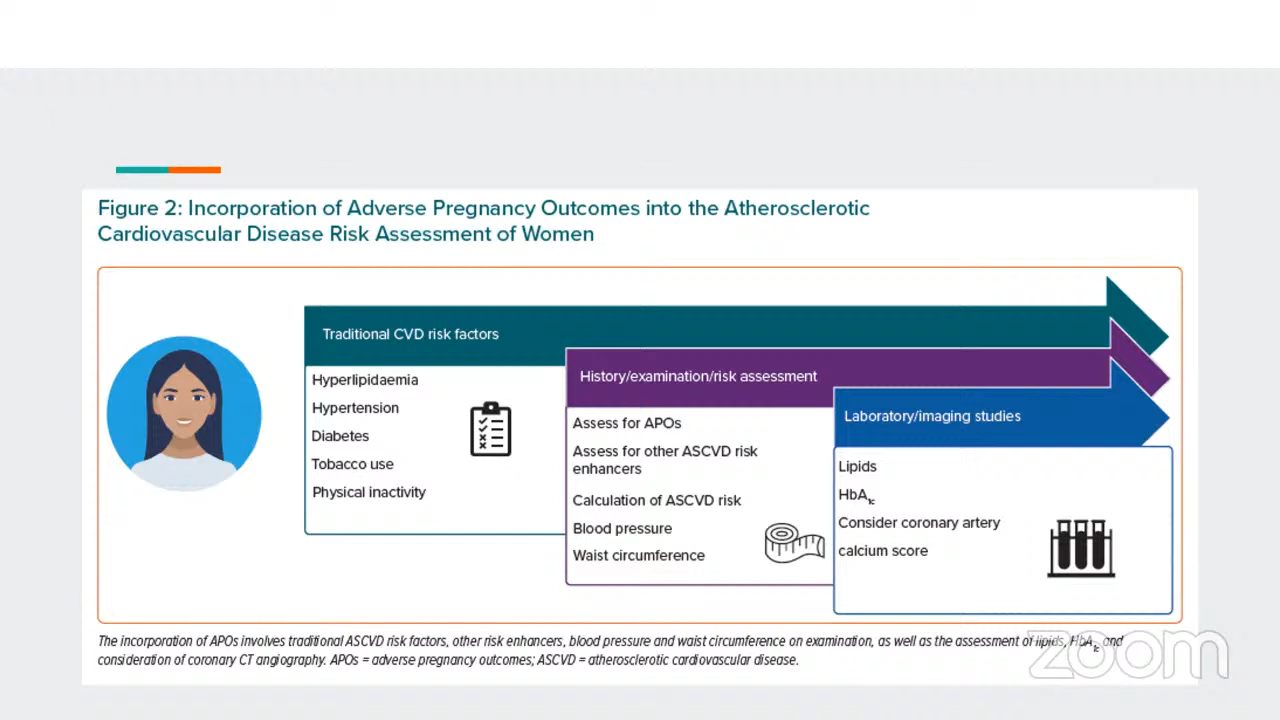 Figure 2: Incorporation of Adverse Pregnancy Outcomes into the Atherosclerotic
Cardiovascular Disease Risk Assessment of Women
Traditional CVD risk factors
Hyperlipidaemia
Hypertension
Diabetes
Tobacco use
Physical inactivity
History/examination/risk assessment
Assess for APOs
Assess for other ASCVD risk
enhancers
Calculation of ASCVD risk
Blood pressure
Waist circumference
Laboratory/imaging studies
Lipids
HbA1c
Consider coronary artery
calcium score
The incorporation of APOs involves traditional ASCVD risk factors, other risk enhancers, blood pressure and waist circumference on examination, as well as the assessment of lipids, HbA1c and
consideration of coronary CT angiography. APOs = adverse pregnancy outcomes; ASCVD = atherosclerotic cardiovascular disease.
zoom